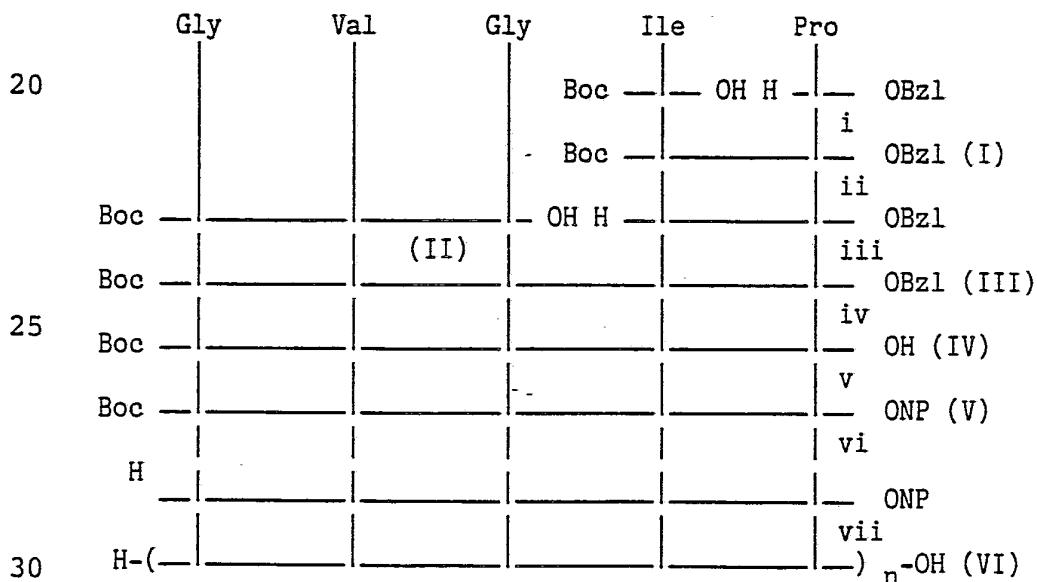 Gly Val Gly Ile Pro
20 Boc OH H OBzl
i
Boc OBzl (I)
ii
Boc OH H OBzl
(II) iii
Boc OBzl (III)
25 iv
Boc OH (IV)
v
Boc ONP (V)
vi
H ONP
vii
30 H-( ) n-OH (VI)